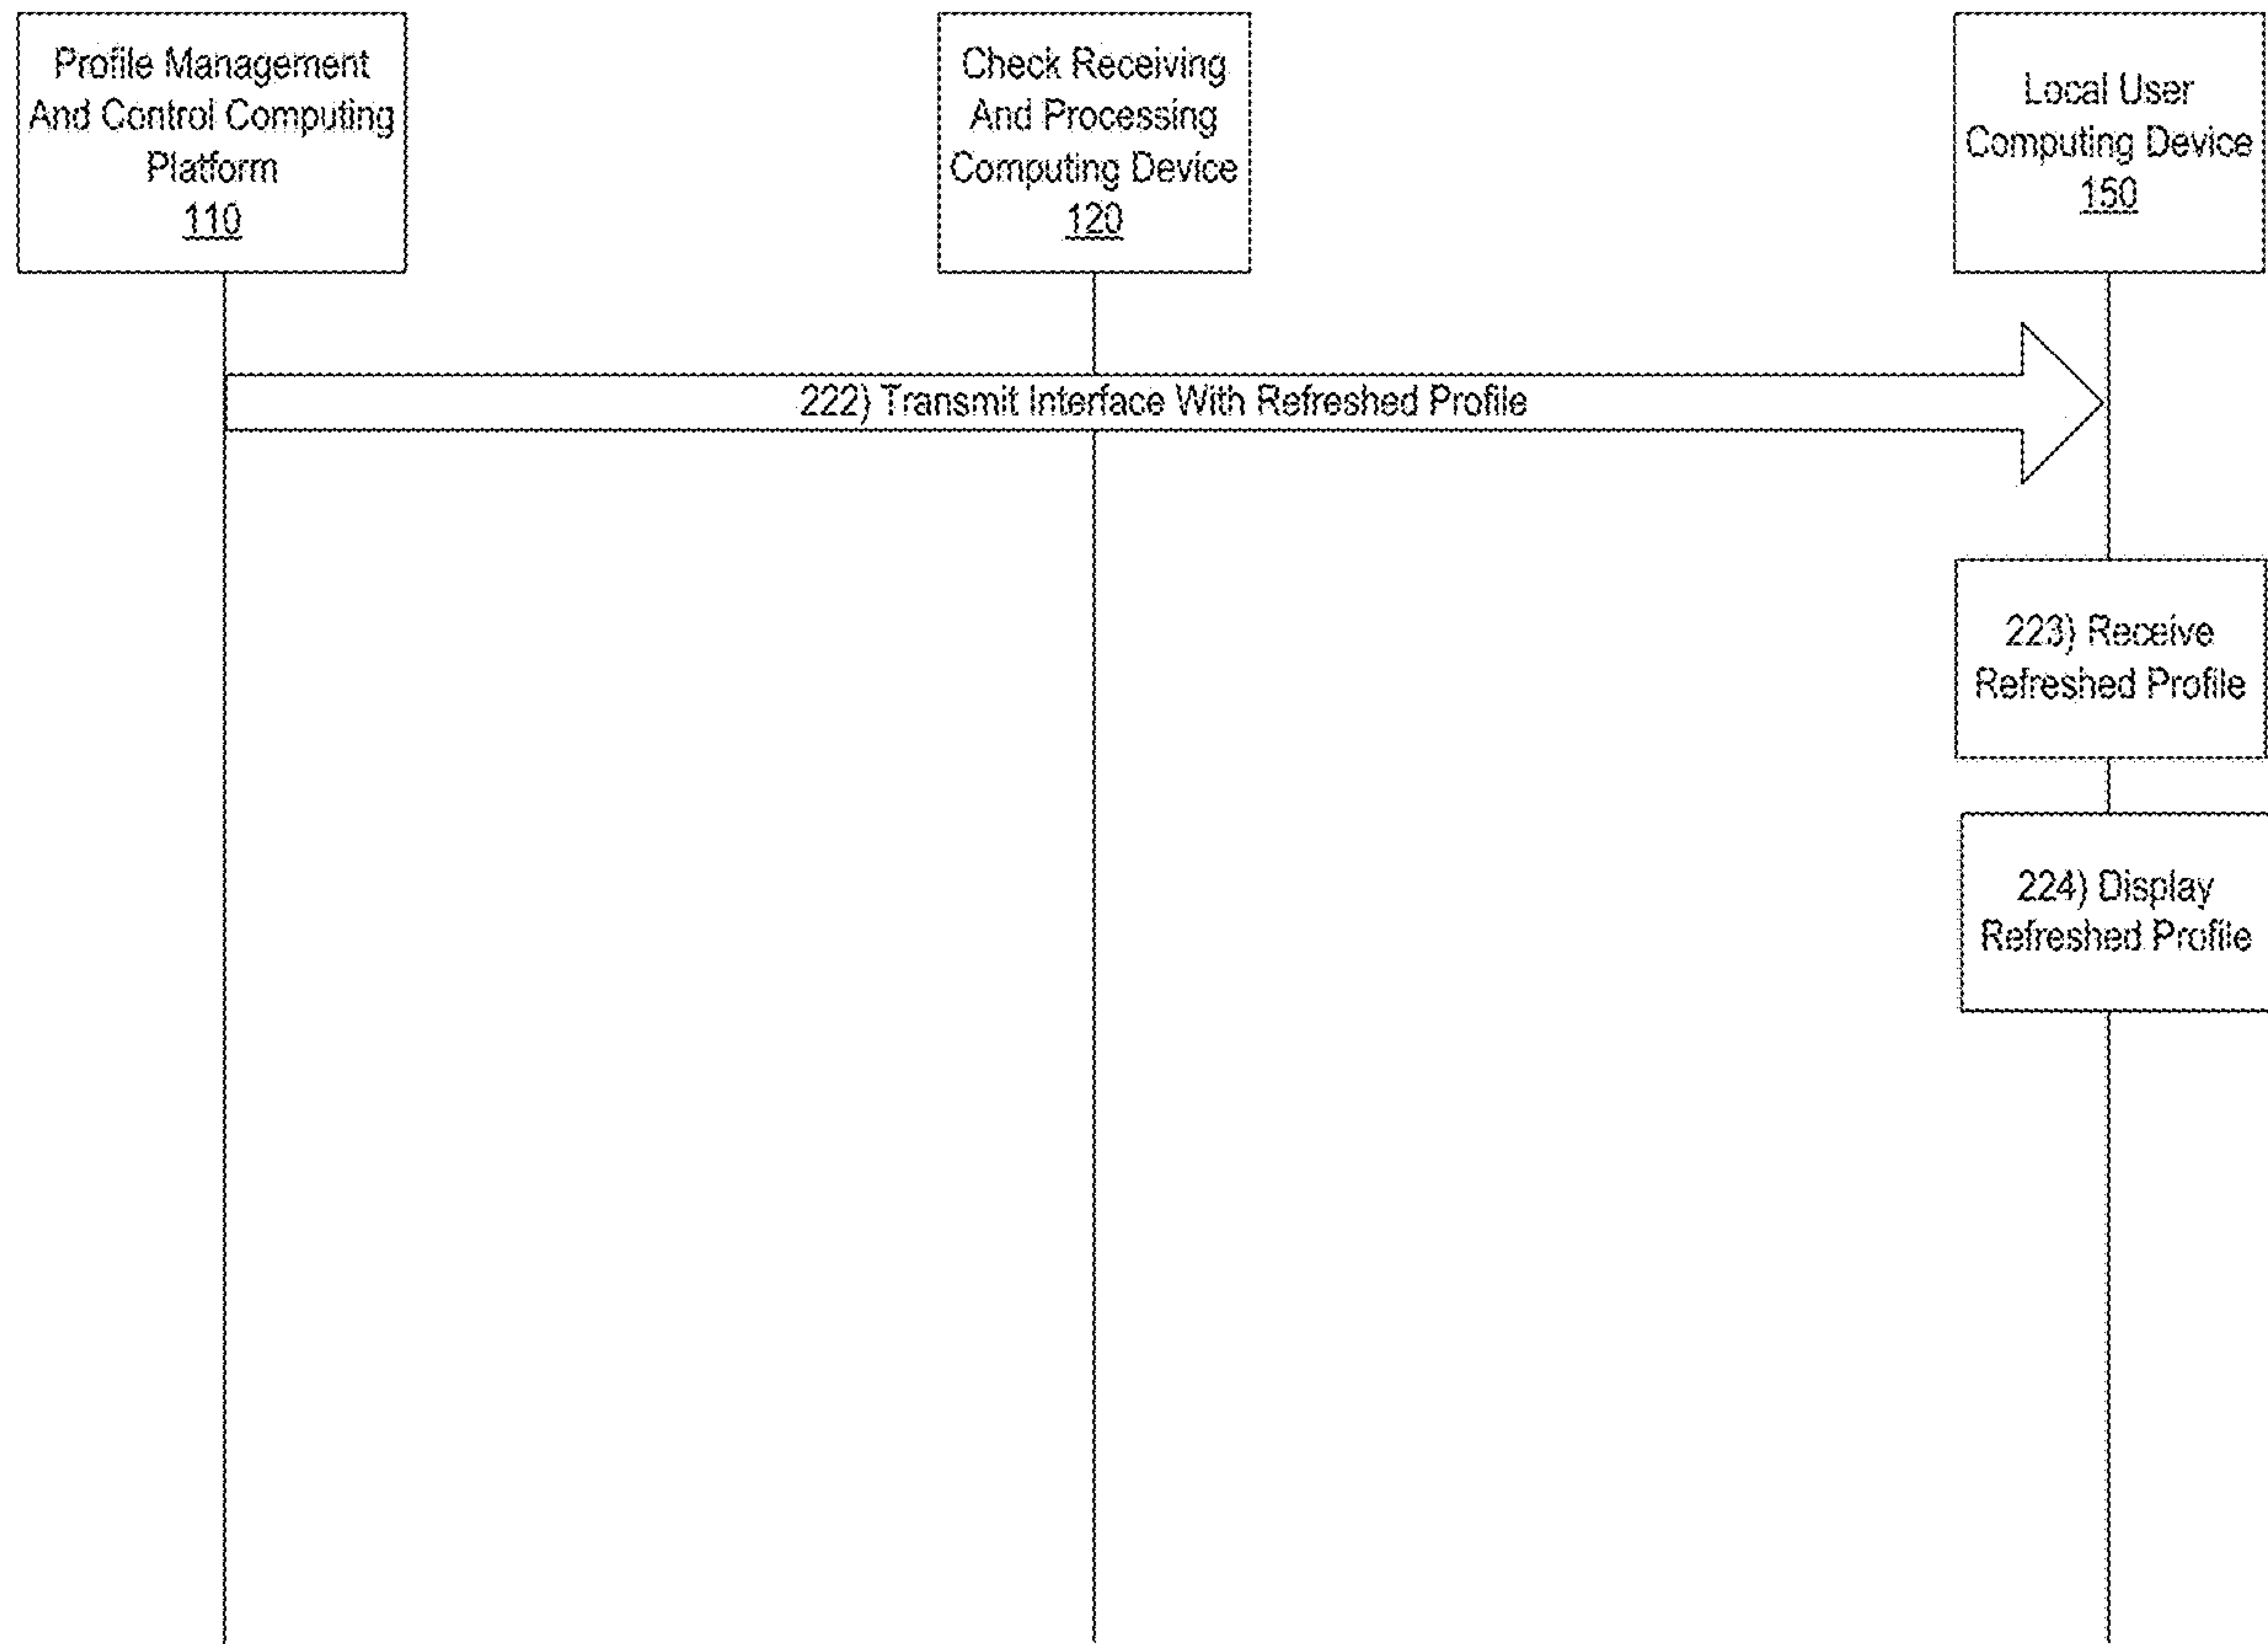 Profile Management
And Control Computing
Platform
110
Check Receiving
And Processing
Computing Device
120
Local User
Computing Device
150
222) Transmit Interface With Refreshed Profile
223) Receive
Refreshed Profile
224) Display
Refreshed Profile